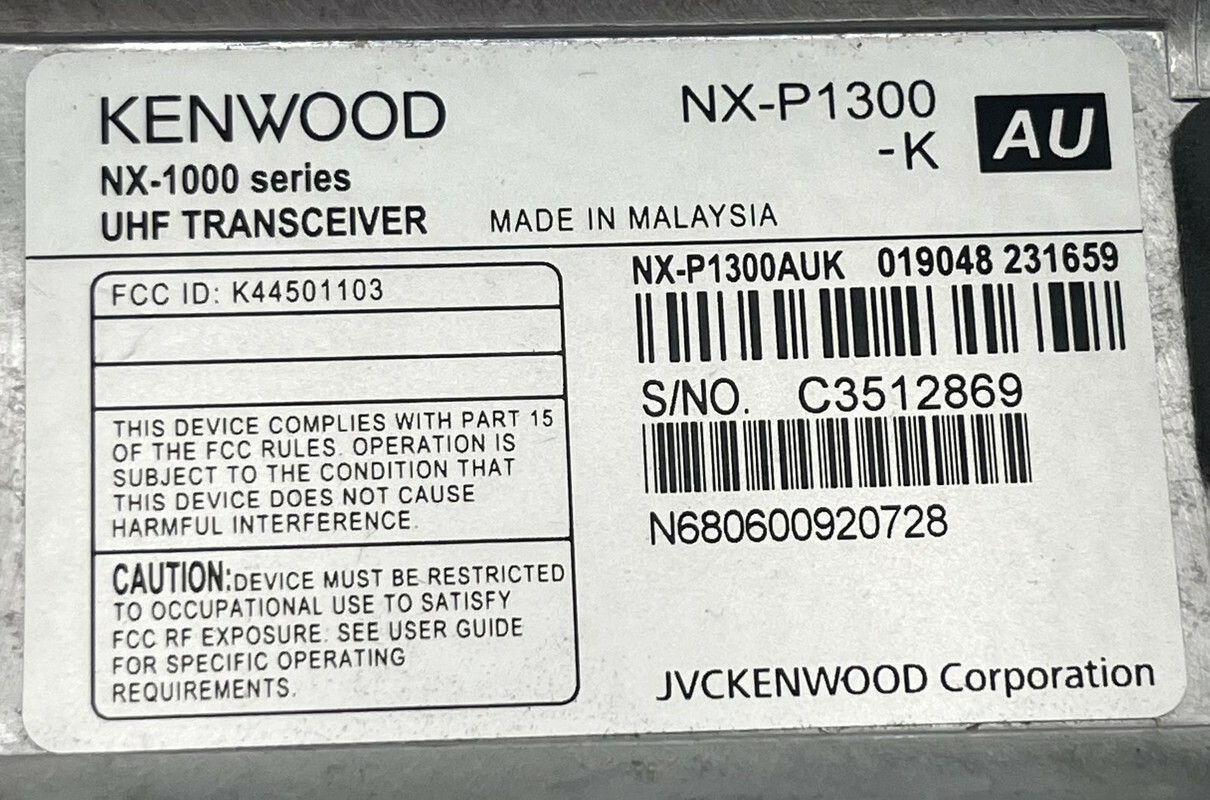 KENWOOD
NX-1000 series
UHF TRANSCEIVER
MADE IN MALAYSIA
NX-P1300
-K
AU
FCC ID: K44501103
THIS DEVICE COMPLIES WITH PART 15
OF THE FCC RULES. OPERATION IS
SUBJECT TO THE CONDITION THAT
THIS DEVICE DOES NOT CAUSE
HARMFUL INTERFERENCE.
CAUTION:DEVICE MUST BE RESTRICTED
TO OCCUPATIONAL USE TO SATISFY
FCC RF EXPOSURE. SEE USER GUIDE
FOR SPECIFIC OPERATING
REQUIREMENTS.
NX-P1300AUK 019048 231659
S/NO. C3512869
N680600920728
JVCKENWOOD Corporation